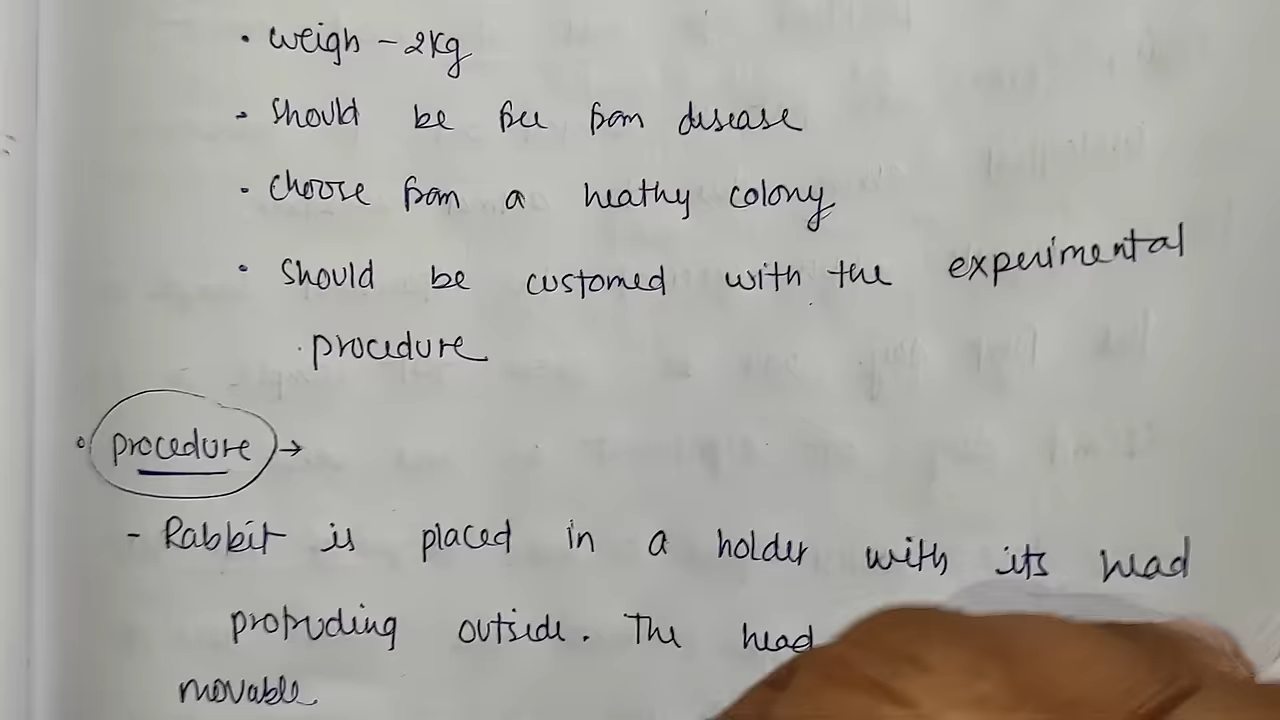 • weigh - 2kg
• Should be free from disease
• choose from a heathy colony
• Should be customed with the experimental
procedure
• procedure →
- Rabbit is placed in a holder with its head
protruding outside. The head
movable